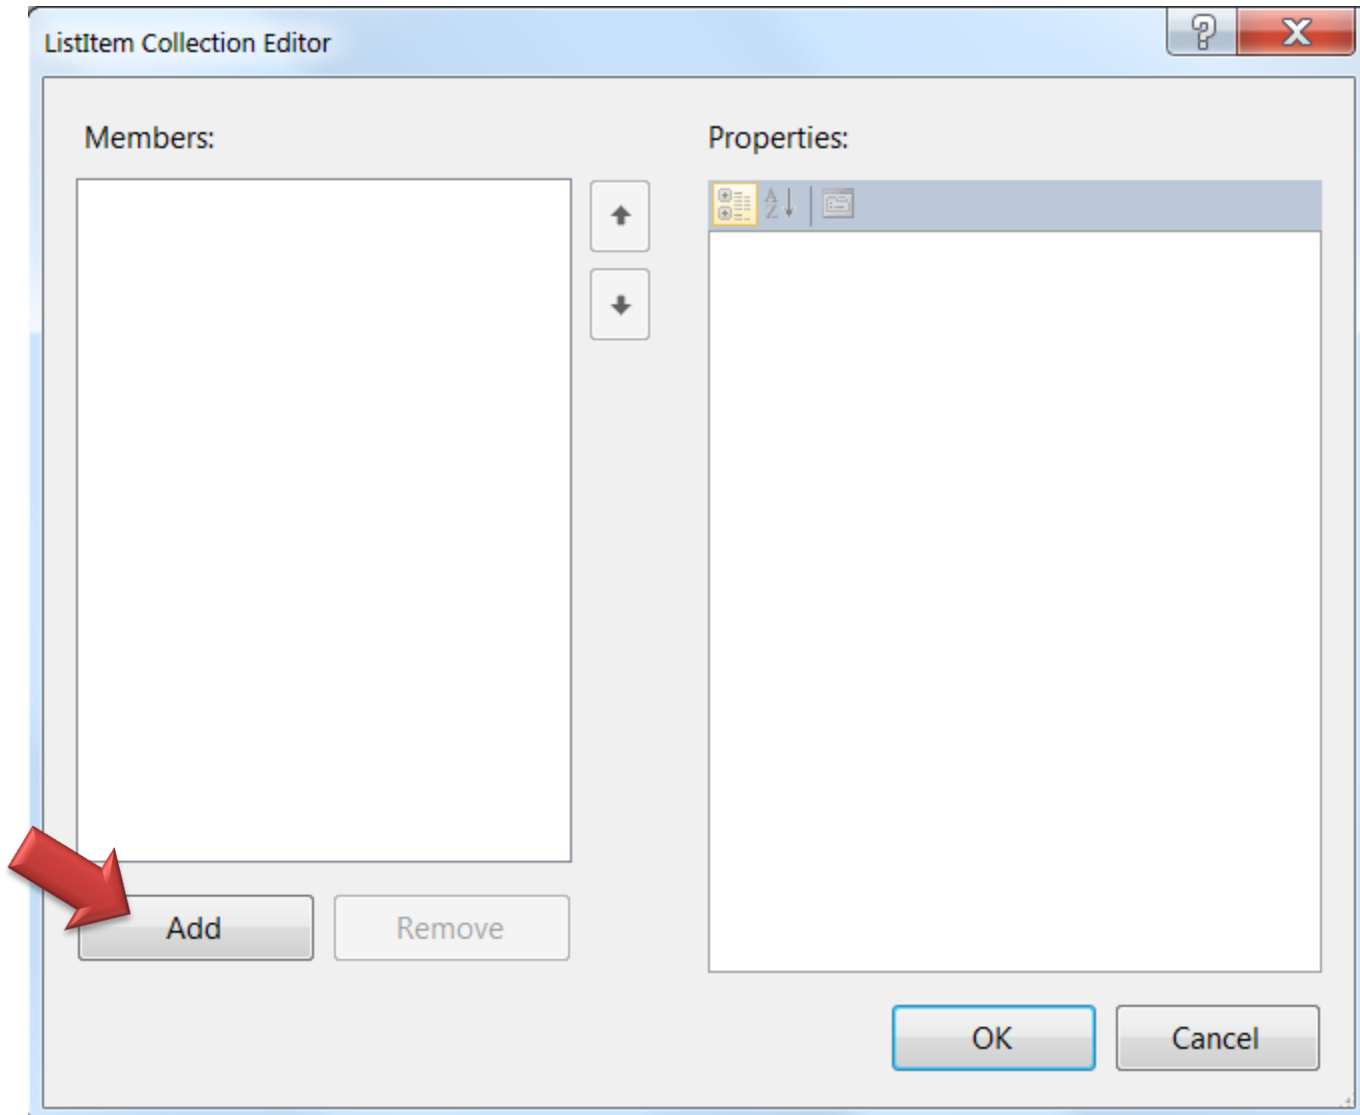 ListItem Collection Editor
Members:
Properties:
Add
Remove
OK
Cancel